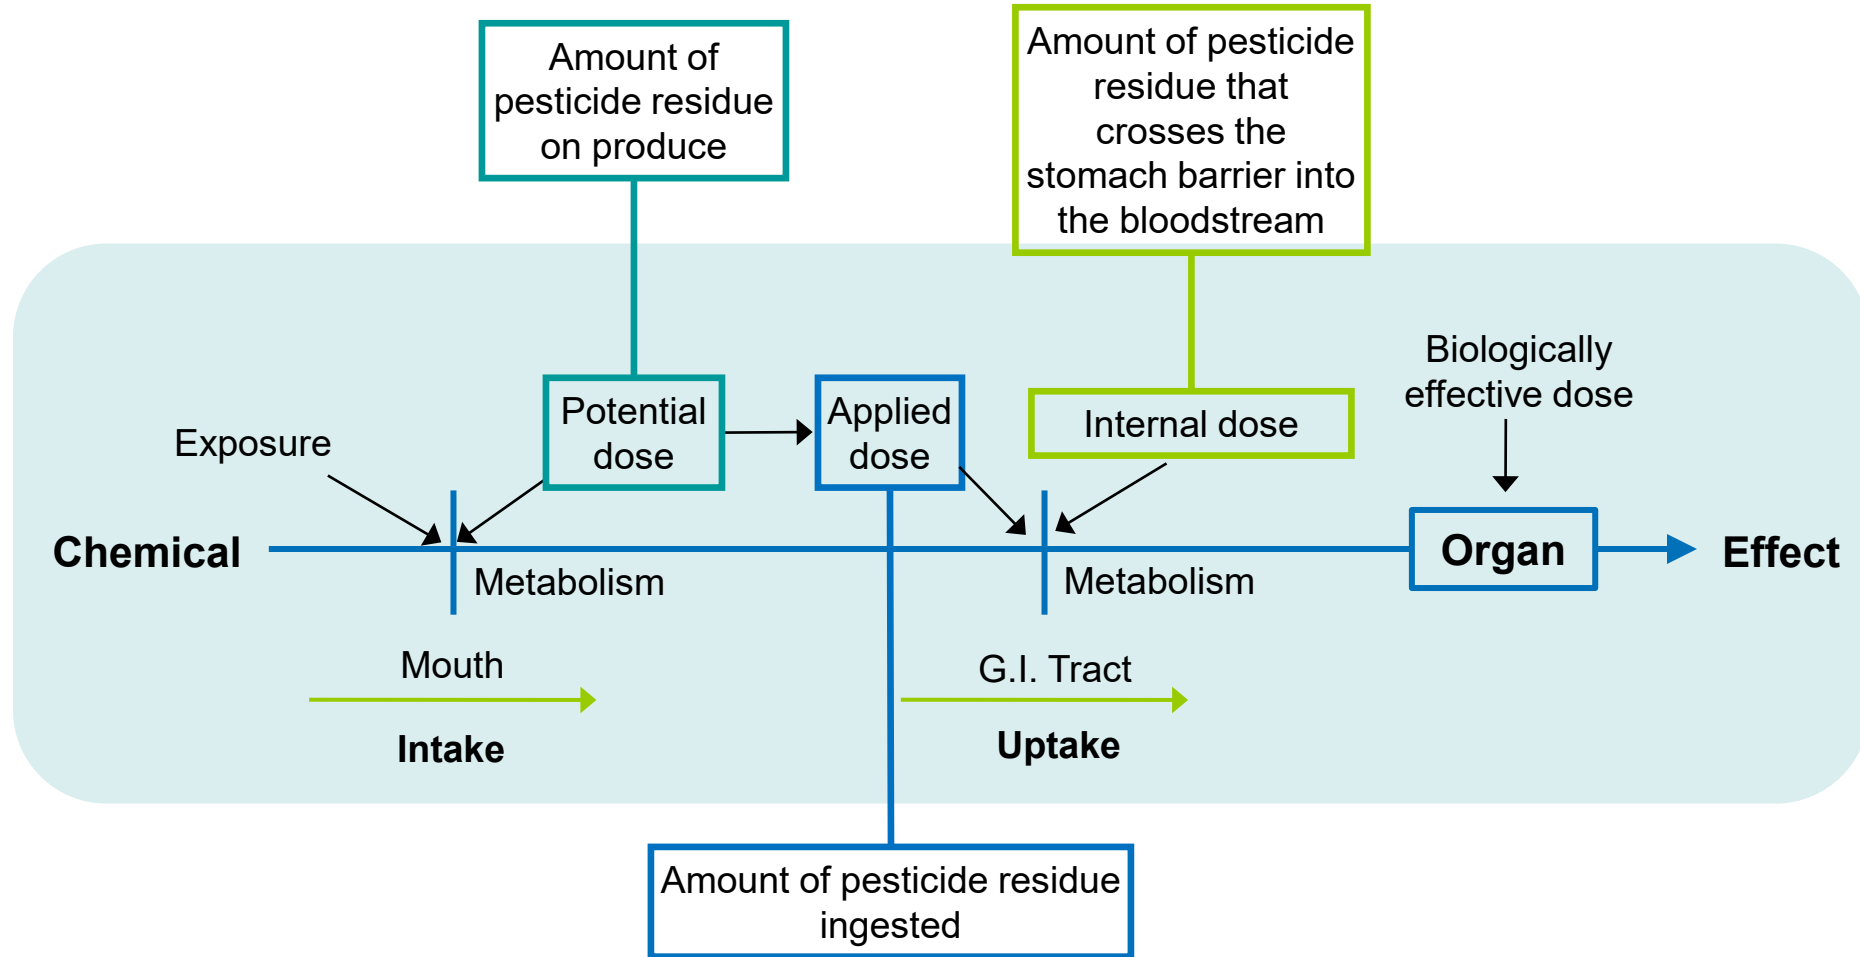 Amount of
pesticide residue
on produce
Amount of pesticide
residue that
crosses the
stomach barrier into
the bloodstream
Exposure
Potential
dose
Applied
dose
Internal dose
Biologically
effective dose
Chemical
Metabolism
Metabolism
Organ
Effect
Mouth
Intake
G.I. Tract
Uptake
Amount of pesticide residue
ingested